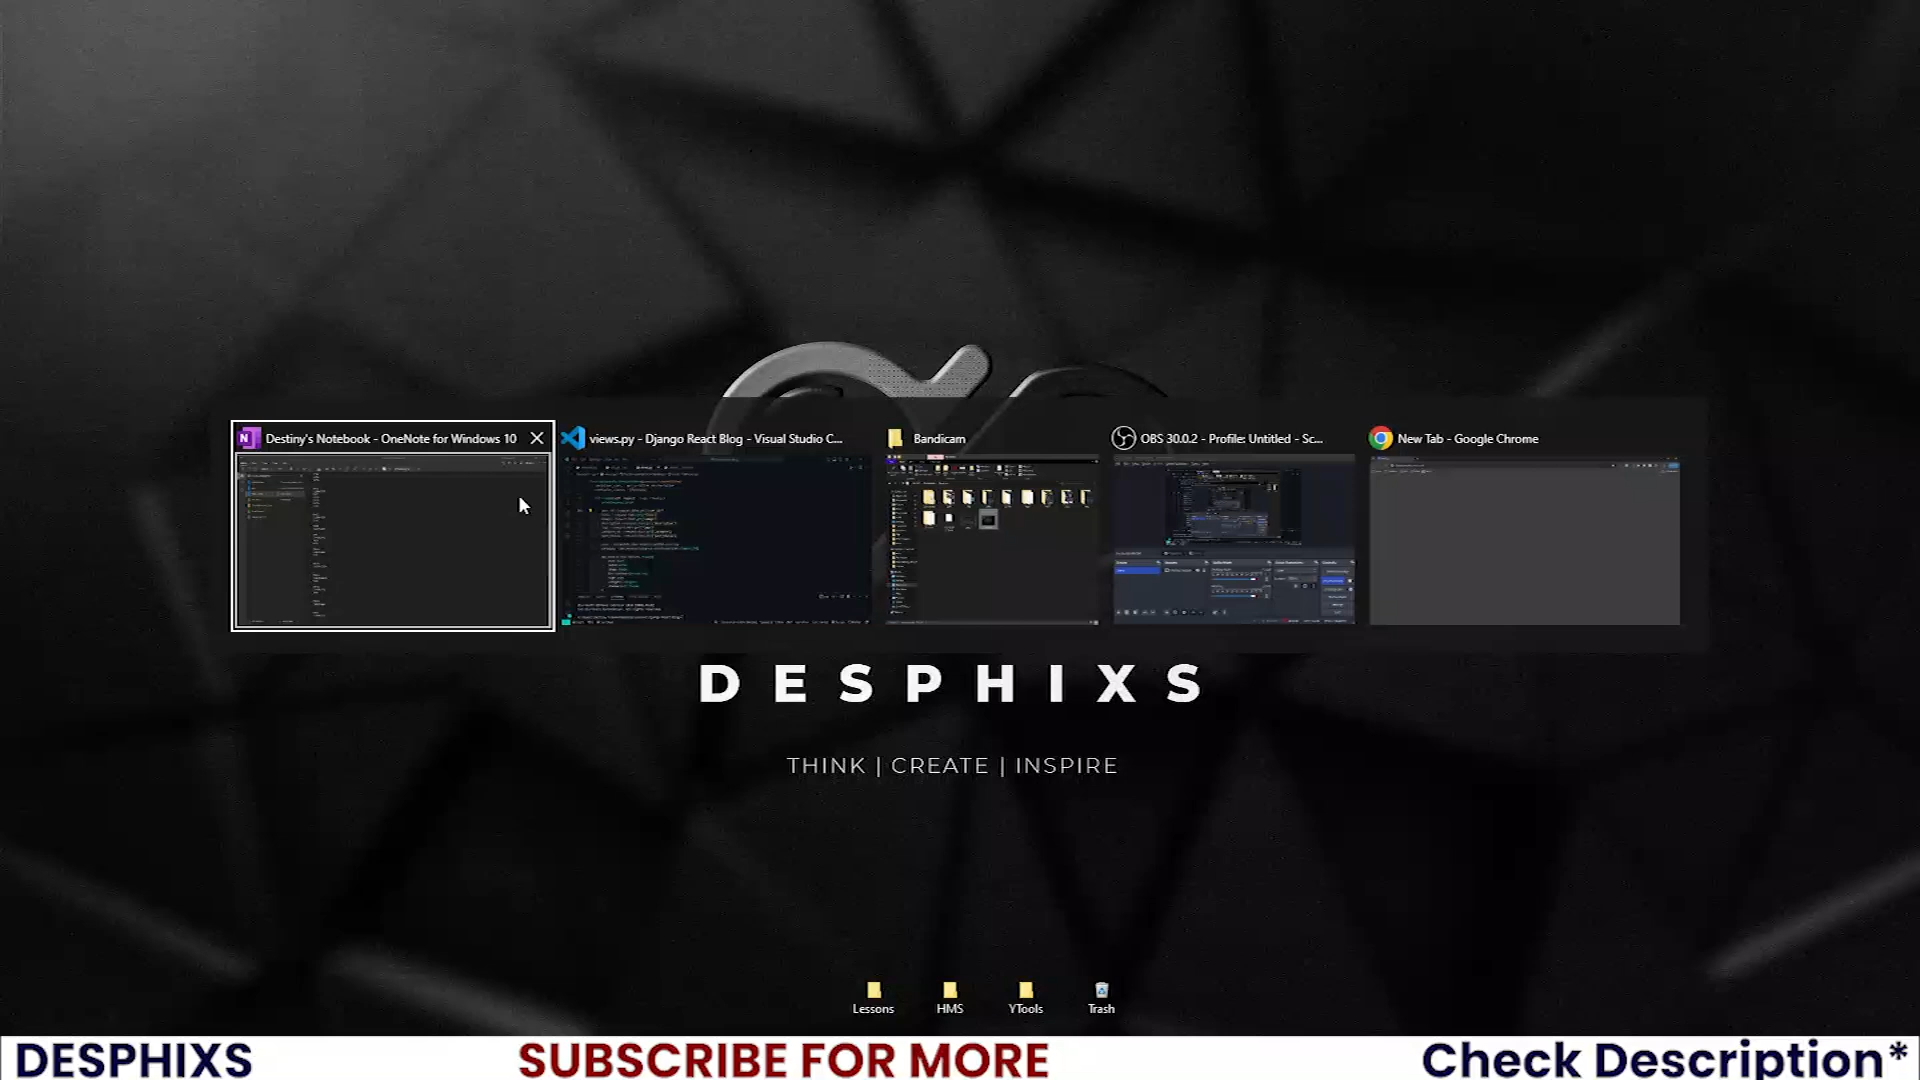 Destiny's Notebook - OneNote for Windows 10
views.py - Django React Blog - Visual Studio C...
Bandicam
OBS 30.0.2 - Profile: Untitled - Sc...
New Tab - Google Chrome
DESPHIXS
THINK | CREATE | INSPIRE
Lessons
HMS
YTools
Trash
DESPHIXS
SUBSCRIBE FOR MORE
Check Description*